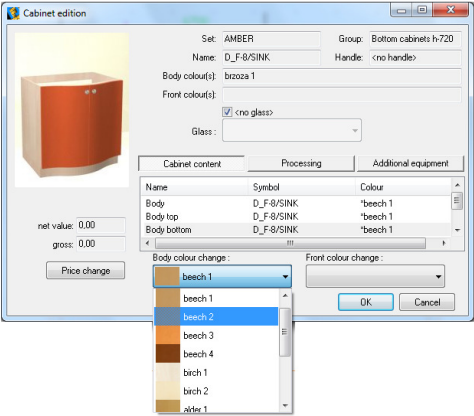 Cabinet edition
Set: AMBER Group: Bottom cabinets h-720
Name: D_F-8/SINK Handle: <no handle>
Body colour(s): brzoza 1
Front colour(s):
<no glass>
Glass :
Cabinet content Processing Additional equipment
Name Symbol Colour
Body D_F-8/SINK *beech 1
Body top D_F-8/SINK *beech 1
Body bottom D_F-8/SINK *beech 1
net value: 0,00
gross: 0,00
Price change
Body colour change : Front colour change :
beech 1
OK Cancel
beech 1
beech 2
beech 3
beech 4
birch 1
birch 2
alder 1